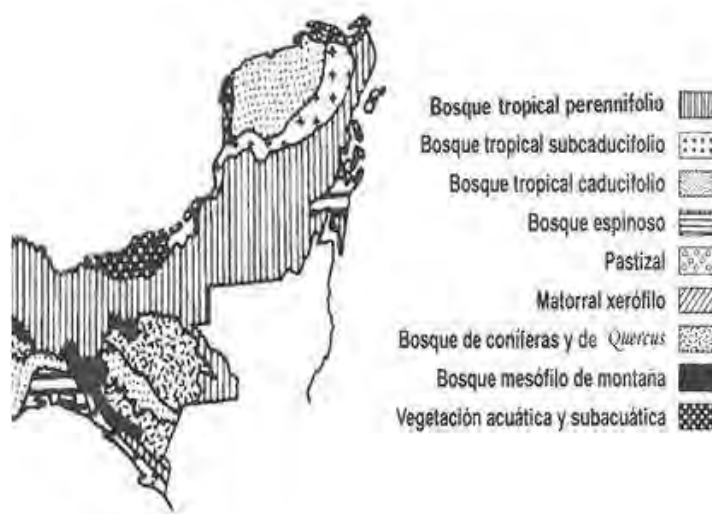 Bosque tropical perennifolio
Bosque tropical subcaducifolio
Bosque tropical caducifolio
Bosque espinoso
Pastizal
Matorral xerófilo
Bosque de coníferas y de Quercus
Bosque mesófilo de montaña
Vegetación acuática y subacuática